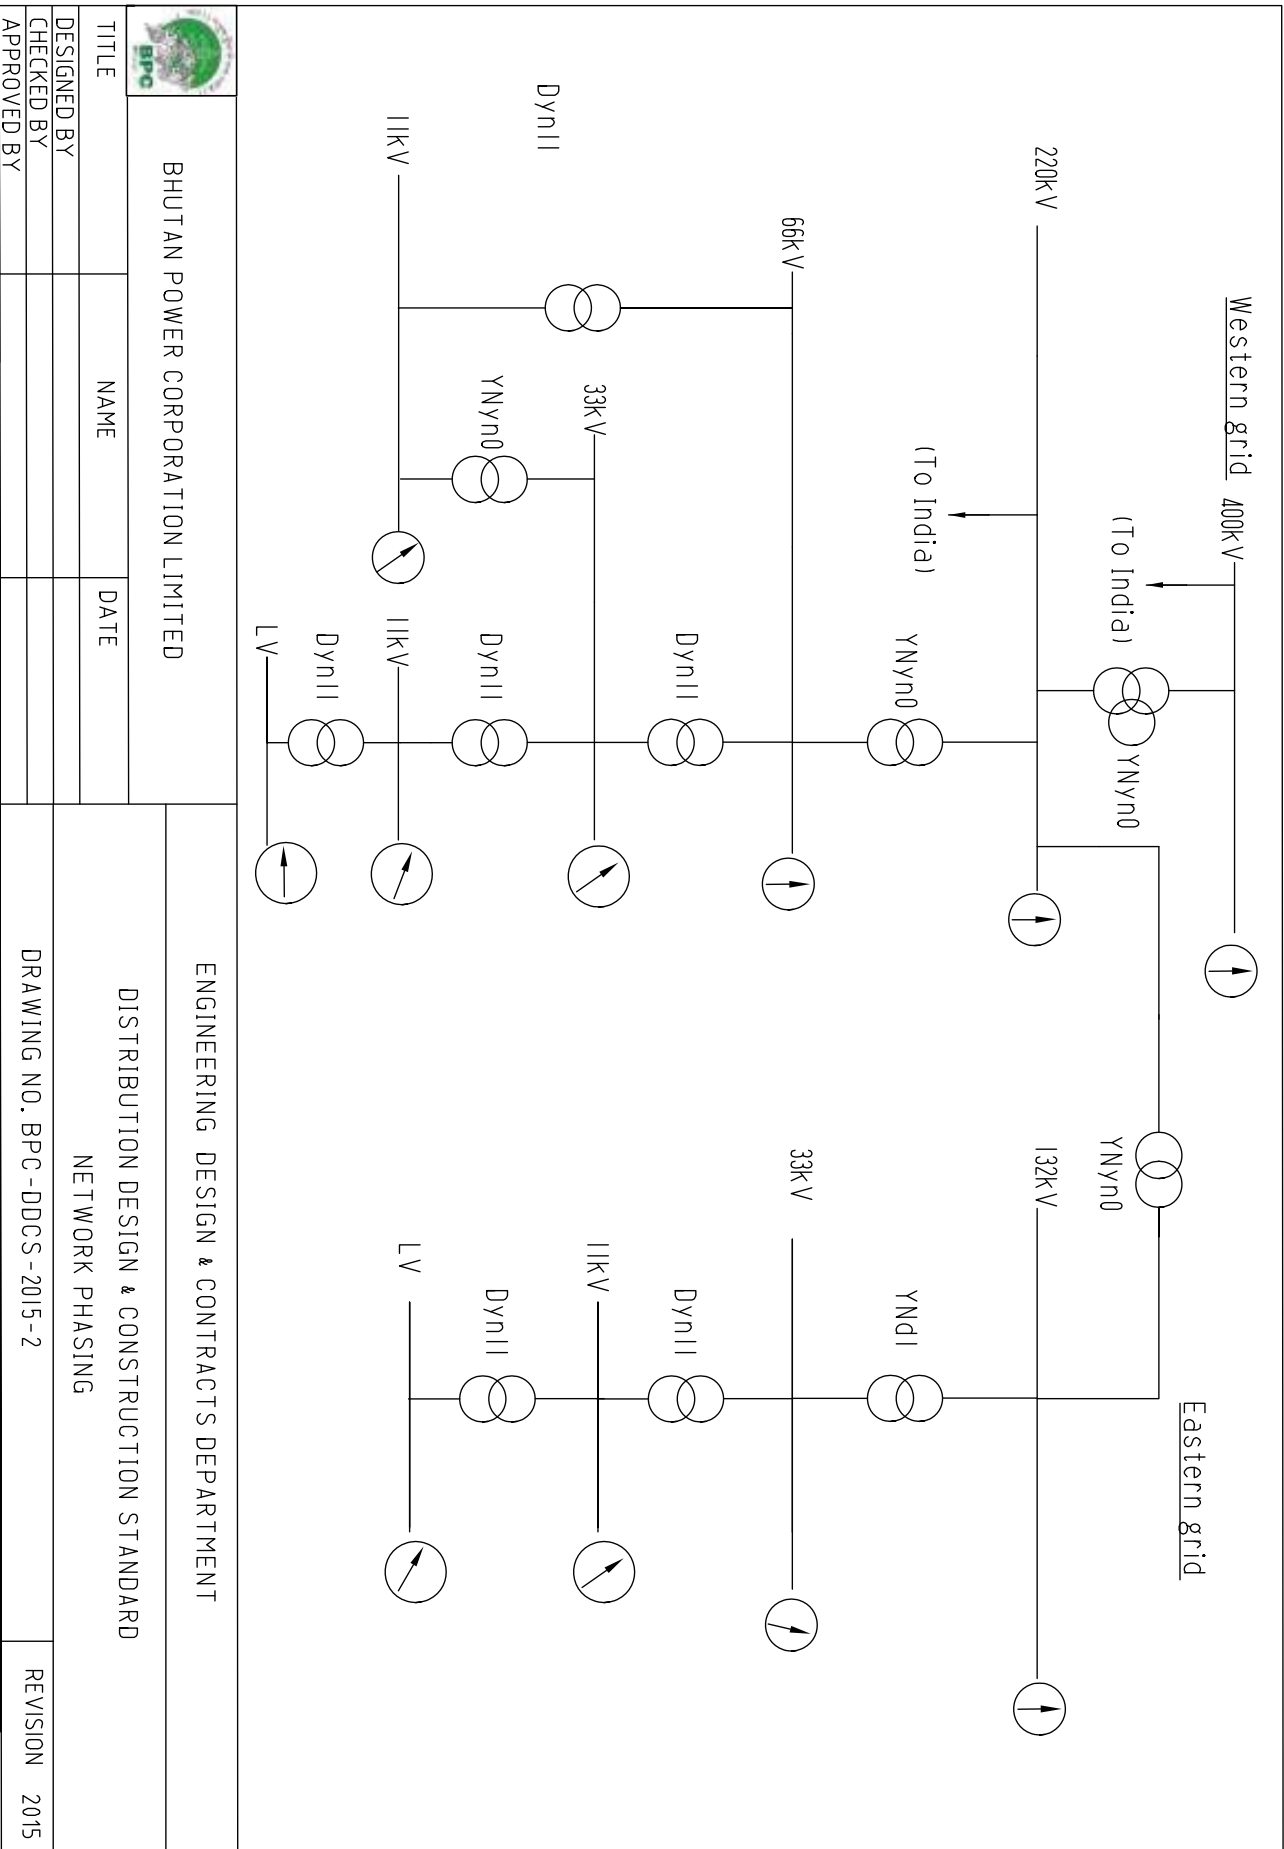 Western grid
400kV
(To India)
YNyn0
220kV
(To India)
YNyn0
66kV
Dyn11
Dyn11
33kV
YNyn0
Dyn11
11kV
11kV
Dyn11
LV
Eastern grid
YNyn0
132kV
YNd1
33kV
Dyn11
11kV
Dyn11
LV
BPC
BHUTAN POWER CORPORATION LIMITED
ENGINEERING DESIGN & CONTRACTS DEPARTMENT
TITLE NAME DATE
DISTRIBUTION DESIGN & CONSTRUCTION STANDARD
NETWORK PHASING
DESIGNED BY
CHECKED BY
APPROVED BY
DRAWING NO. BPC-DDCS-2015-2
REVISION 2015